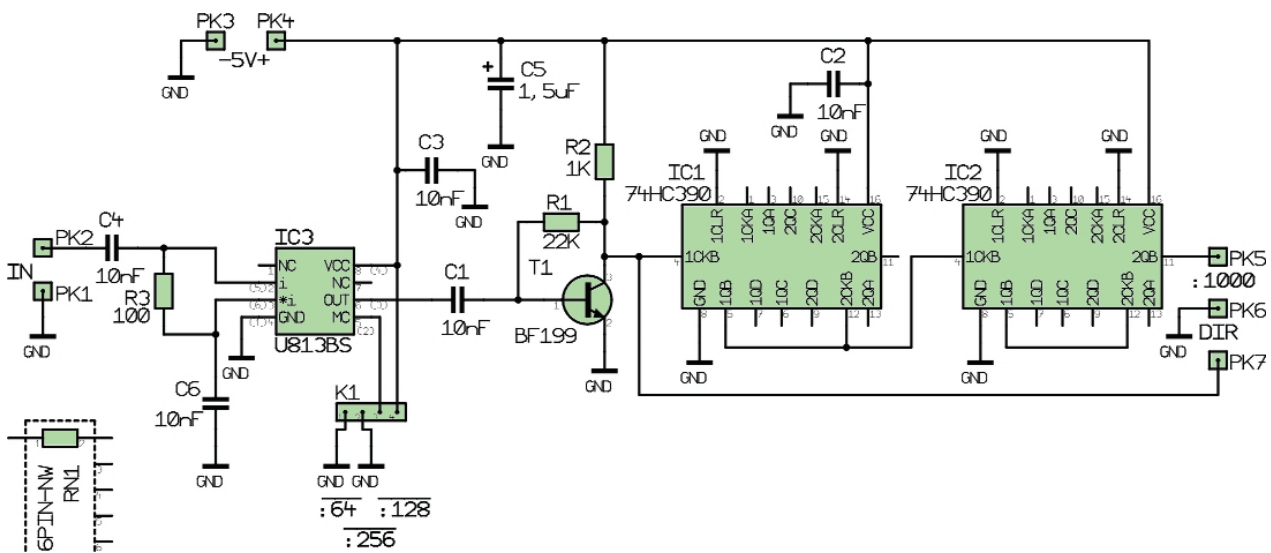 PK3 PK4
-5V+
GND
C5
1,5uF
GND
C3
10nF
GND
R2
1K
R1
22K
C2
10nF
GND
GND
GND
IC1
74HC390
1CLR
1CKA
1QA
2QC
2CKA
2CLR
VCC
1CKB
2QB
GND
1QB
1QD
1QC
2QD
2CKB
2QA
GND
GND
GND
IC2
74HC390
1CLR
1CKA
1QA
2QC
2CKA
2CLR
VCC
1CKB
2QB
GND
1QB
1QD
1QC
2QD
2CKB
2QA
GND
PK5
:1000
PK6
DIR
PK7
GND
C4
10nF
PK2
IN
PK1
GND
R3
100
IC3
NC VCC
i NC
*i OUT
GND MC
U813BS
GND
C1
10nF
T1
BF199
GND
C6
10nF
GND
K1
1 2 3 4
GND GND
:64 :128
:256
6PIN-NW
RN1